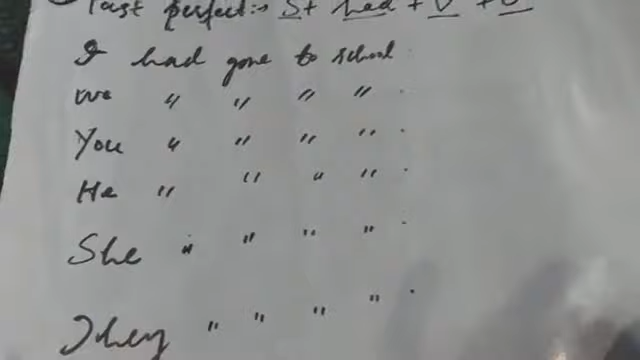 Past perfect:> S + had + V + O
I had gone to school.
We " " " " .
You " " " " .
He " " " " .
She " " " " .
They " " " " .